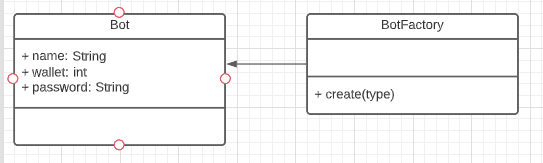 Bot
+ name: String
+ wallet: int
+ password: String
BotFactory
+ create(type)